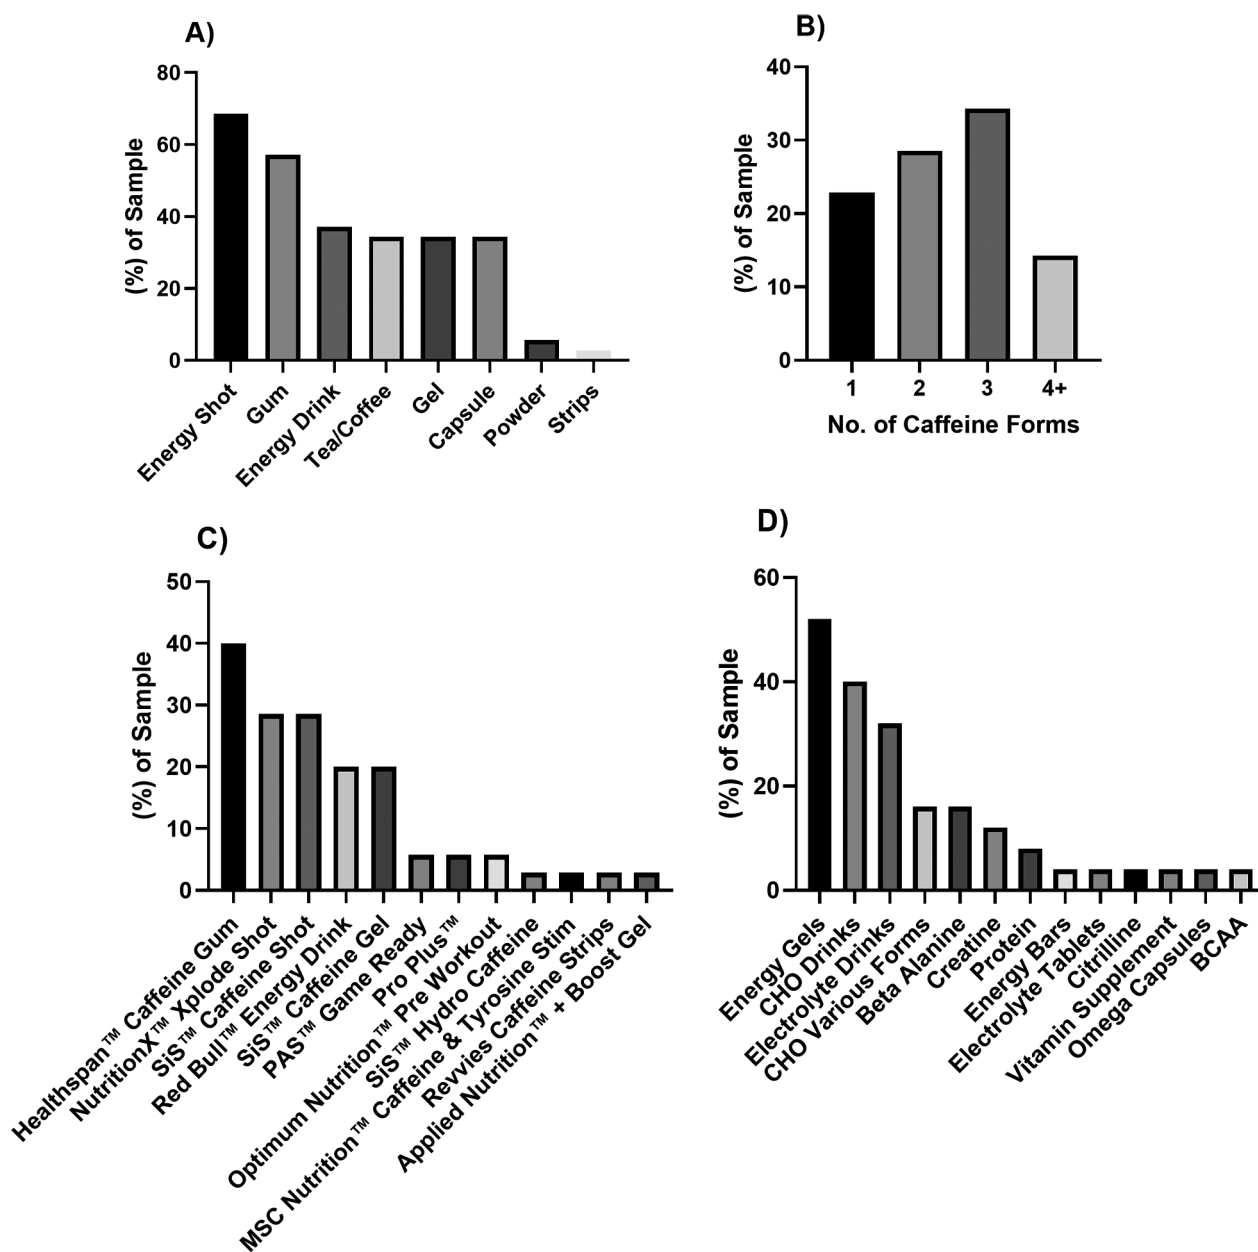 A)
80
60
40
20
0
(%) of Sample
Energy Shot
Gum
Energy Drink
Tea/Coffee
Gel
Capsule
Powder
Strips
B)
40
30
20
10
0
(%) of Sample
1
2
3
4+
No. of Caffeine Forms
C)
50
40
30
20
10
0
(%) of Sample
Healthspan™ Caffeine Gum
NutritionX™ Xplode Shot
SiS™ Caffeine Shot
Red Bull™ Energy Drink
SiS™ Caffeine Gel
PAS™ Game Ready
Pro Plus™
Optimum Nutrition™ Pre Workout
SiS™ Hydro Caffeine
MSC Nutrition™ Caffeine & Tyrosine Stim
Revvies Caffeine Strips
Applied Nutrition™ + Boost Gel
D)
60
40
20
0
(%) of Sample
Energy Gels
CHO Drinks
Electrolyte Drinks
CHO Various Forms
Beta Alanine
Creatine
Protein
Energy Bars
Electrolyte Tablets
Citrilline
Vitamin Supplement
Omega Capsules
BCAA